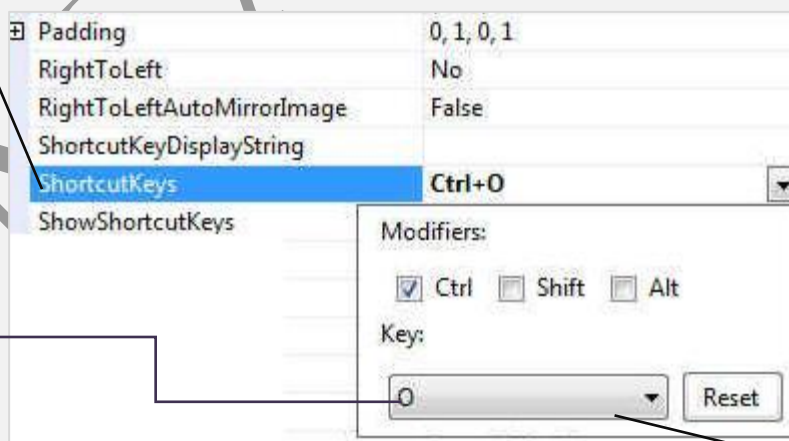 Padding 0, 1, 0, 1
RightToLeft No
RightToLeftAutoMirrorImage False
ShortcutKeyDisplayString
ShortcutKeys Ctrl+O
ShowShortcutKeys
Modifiers:
Ctrl Shift Alt
Key:
O Reset